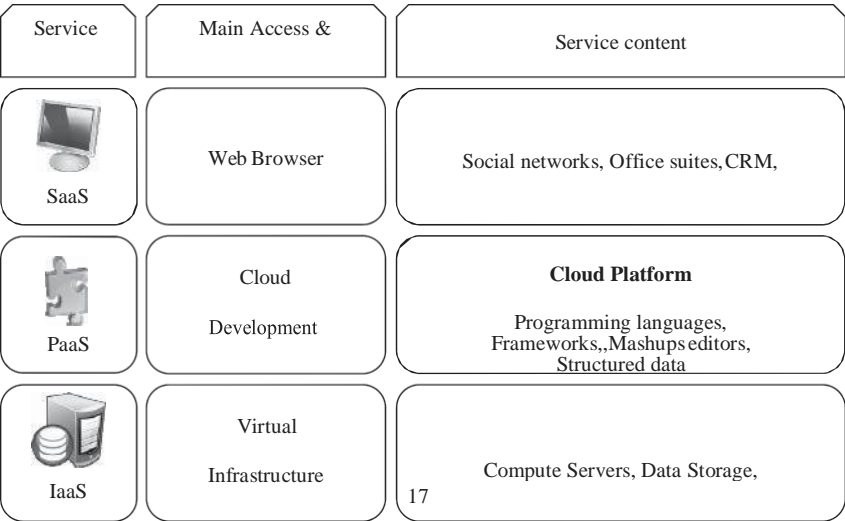 Service
Main Access &
Service content
SaaS
Web Browser
Social networks, Office suites, CRM,
PaaS
Cloud
Development
Cloud Platform
Programming languages,
Frameworks,,Mashups editors,
Structured data
IaaS
Virtual
Infrastructure
Compute Servers, Data Storage,
17